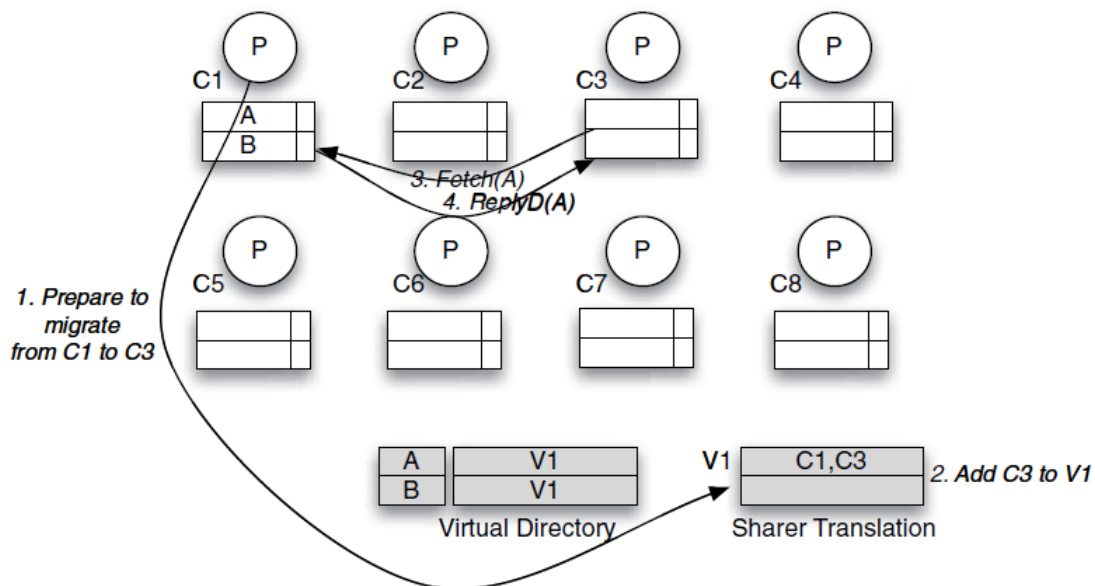 P
P
P
P
C1
C2
C3
C4
A
B
3. Fetch(A)
4. ReplyD(A)
P
P
P
P
C5
C6
C7
C8
1. Prepare to
migrate
from C1 to C3
A
V1
V1
C1,C3
B
V1
2. Add C3 to V1
Virtual Directory
Sharer Translation